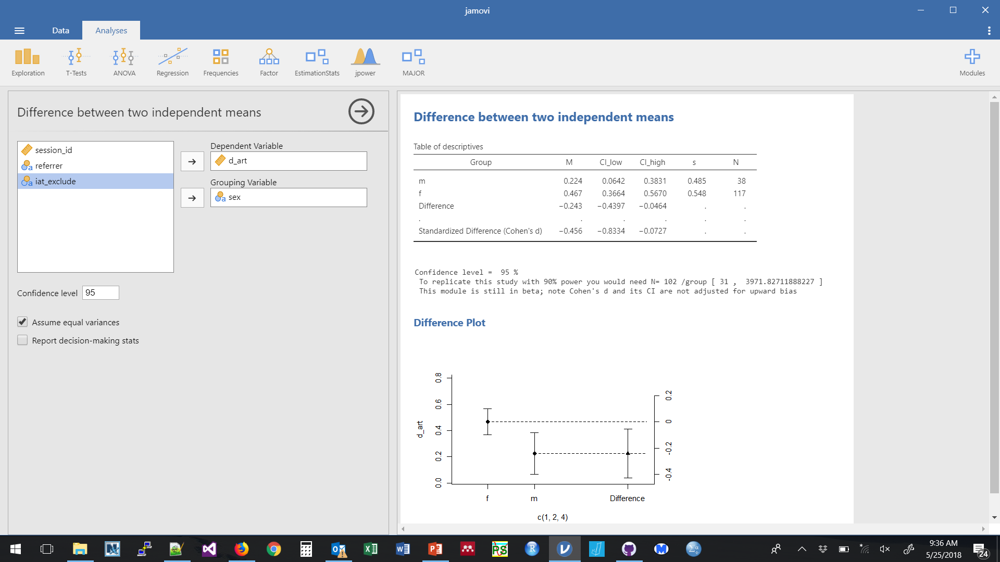 jamovi
Data
Analyses
Exploration
T-Tests
ANOVA
Regression
Frequencies
Factor
EstimationStats
jpower
MAJOR
Modules
Difference between two independent means
session_id
referrer
iat_exclude
Dependent Variable
d_art
Grouping Variable
sex
Confidence level 95
Assume equal variances
Report decision-making stats
Difference between two independent means
Table of descriptives
Group M CI_low CI_high s N
m 0.224 0.0642 0.3831 0.485 38
f 0.467 0.3664 0.5670 0.548 117
Difference −0.243 −0.4397 −0.0464 . .
. . . . . .
Standardized Difference (Cohen's d) −0.456 −0.8334 −0.0727 . .
Confidence level =  95 %
To replicate this study with 90% power you would need N= 102 /group [ 31 ,  3971.82711888227 ]
This module is still in beta; note Cohen's d and its CI are not adjusted for upward bias
Difference Plot
d_art
0.8
0.6
0.4
0.2
0.0
0.2
0
-0.2
-0.4
f m Difference
c(1, 2, 4)
9:36 AM
5/25/2018
24